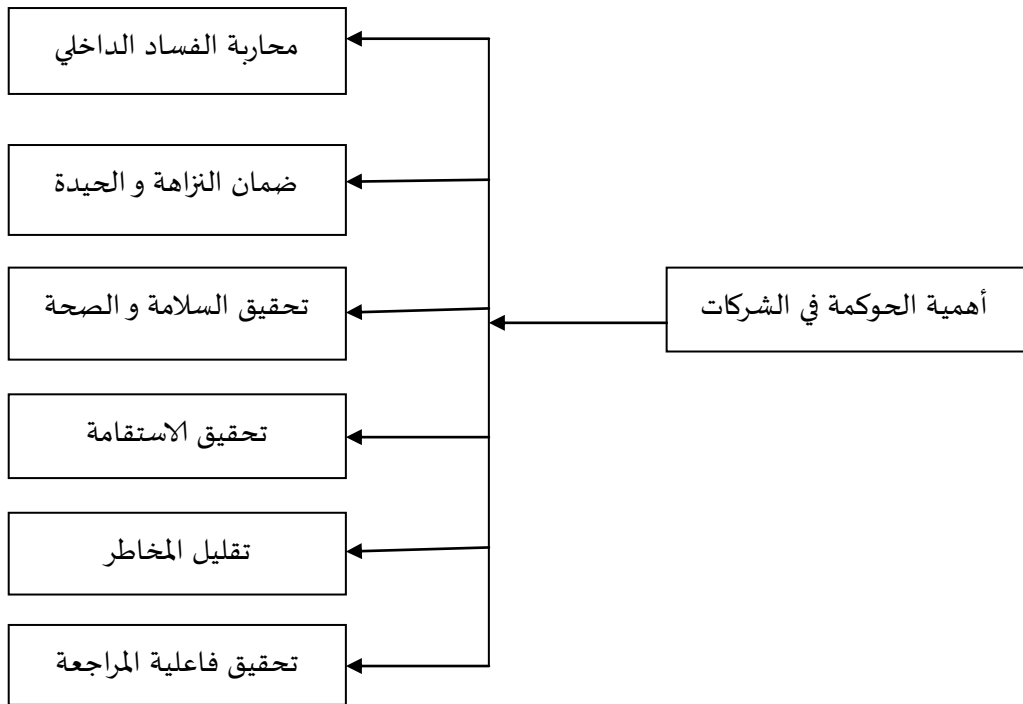 أهمية الحوكمة في الشركات
محاربة الفساد الداخلي
ضمان النزاهة و الحيدة
تحقيق السلامة و الصحة
تحقيق الاستقامة
تقليل المخاطر
تحقيق فاعلية المراجعة